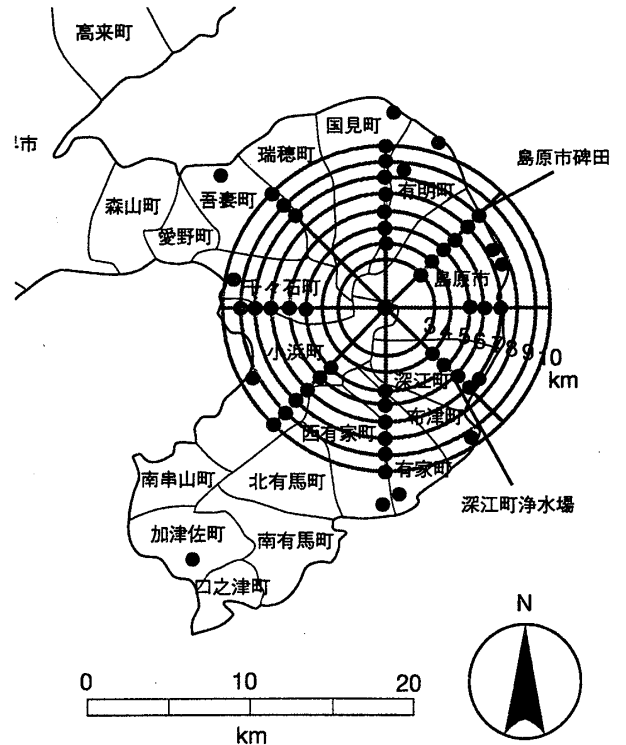 高来町
国見町
市
瑞穂町
島原市碑田
有明町
吾妻町
森山町
愛野町
千々石町
島原市
3 4 5 6 7 8 9 10
km
小浜町
深江町
布津町
西有家町
有家町
南串山町
北有馬町
深江町浄水場
加津佐町
南有馬町
口之津町
N
0 10 20
km